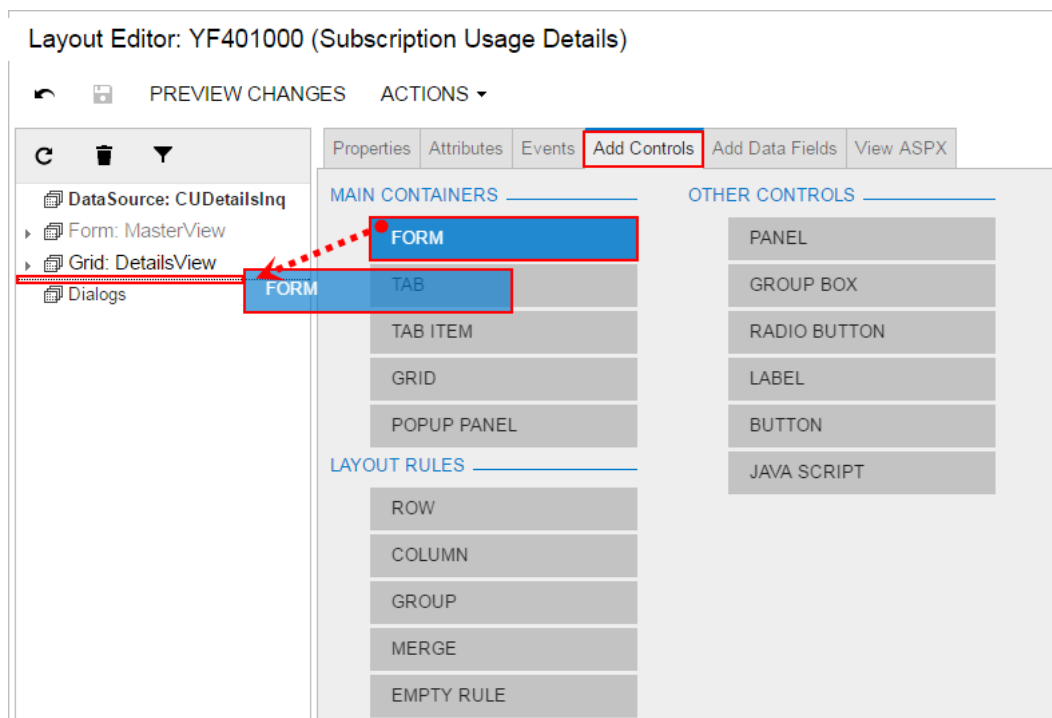 Layout Editor: YF401000 (Subscription Usage Details)
PREVIEW CHANGES ACTIONS
Properties Attributes Events Add Controls Add Data Fields View ASPX
DataSource: CUDetailsInq
Form: MasterView
Grid: DetailsView
Dialogs
MAIN CONTAINERS
FORM
FORM
TAB
TAB ITEM
GRID
POPUP PANEL
LAYOUT RULES
ROW
COLUMN
GROUP
MERGE
EMPTY RULE
OTHER CONTROLS
PANEL
GROUP BOX
RADIO BUTTON
LABEL
BUTTON
JAVA SCRIPT